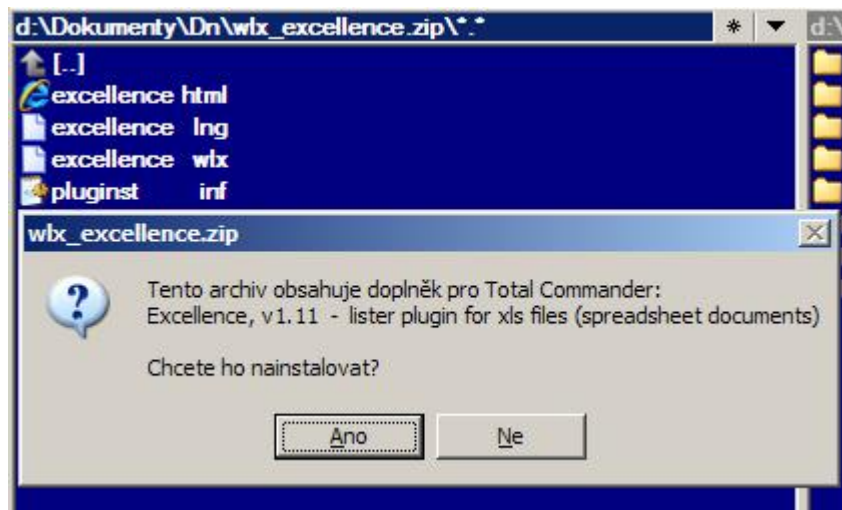 d:\Dokumenty\Dn\wlx_excellence.zip\*.*
* ▼ d:\
[..]
excellence html
excellence lng
excellence wlx
pluginst inf
wlx_excellence.zip
Tento archiv obsahuje doplněk pro Total Commander:
Excellence, v1.11 - lister plugin for xls files (spreadsheet documents)
Chcete ho nainstalovat?
Ano
Ne